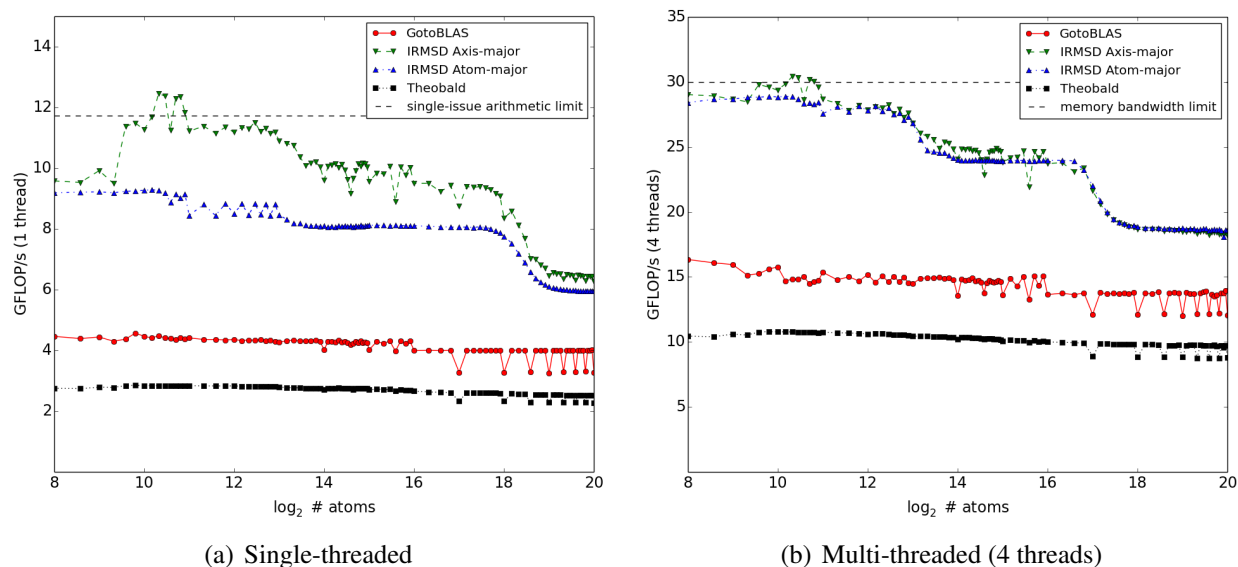 GotoBLAS
IRMSD Axis-major
IRMSD Atom-major
Theobald
single-issue arithmetic limit
14
12
10
8
6
4
2
GFLOP/s (1 thread)
8 10 12 14 16 18 20
log2 # atoms
(a) Single-threaded
GotoBLAS
IRMSD Axis-major
IRMSD Atom-major
Theobald
memory bandwidth limit
35
30
25
20
15
10
5
GFLOP/s (4 threads)
8 10 12 14 16 18 20
log2 # atoms
(b) Multi-threaded (4 threads)